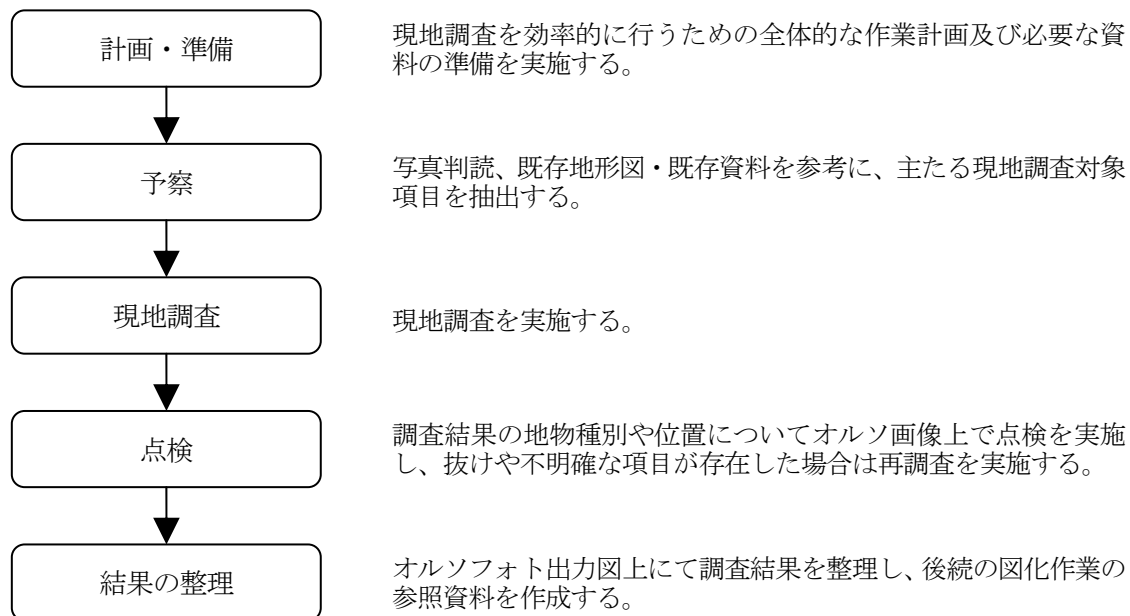 計画・準備
現地調査を効率的に行うための全体的な作業計画及び必要な資
料の準備を実施する。
予察
写真判読、既存地形図・既存資料を参考に、主たる現地調査対象
項目を抽出する。
現地調査
現地調査を実施する。
点検
調査結果の地物種別や位置についてオルソ画像上で点検を実施
し、抜けや不明確な項目が存在した場合は再調査を実施する。
結果の整理
オルソフォト出力図上にて調査結果を整理し、後続の図化作業の
参照資料を作成する。